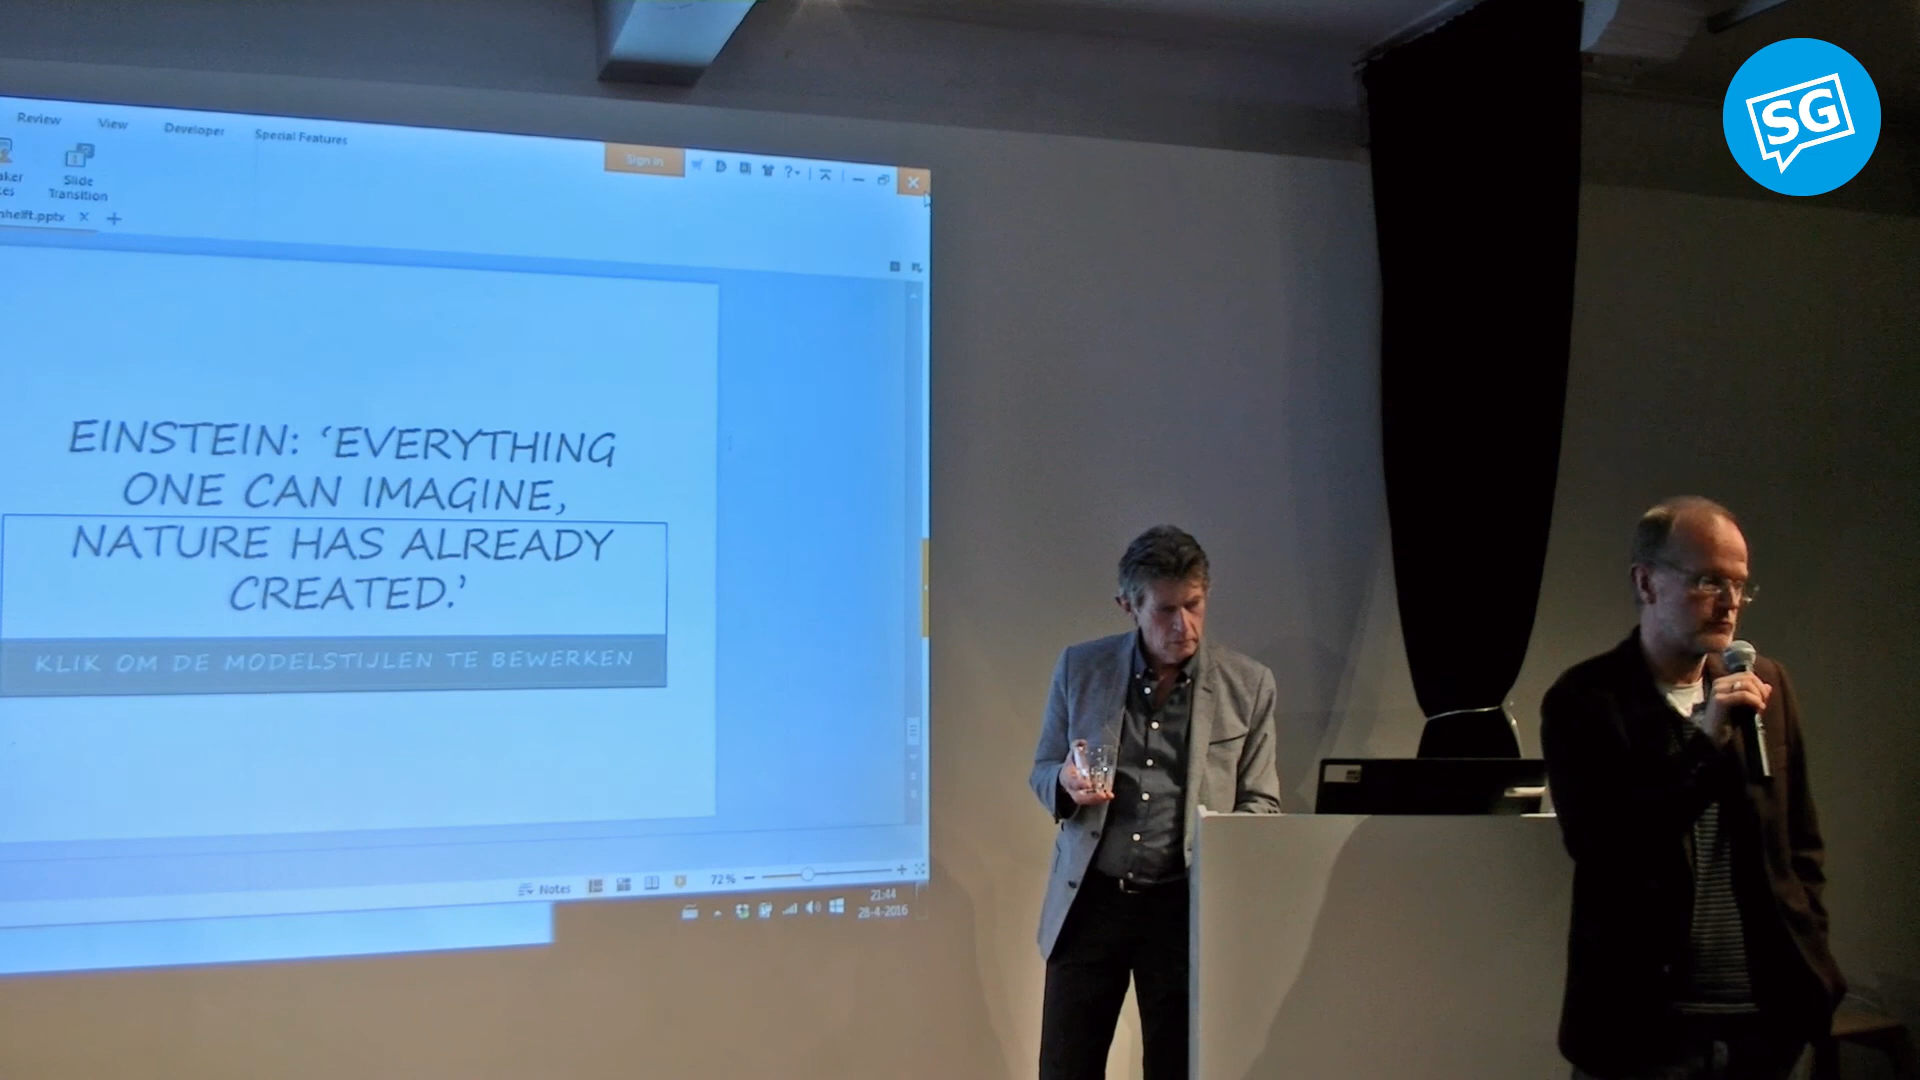 Review View Developer Special Features
Sign in
Slide
Transition
EINSTEIN: ‘EVERYTHING
ONE CAN IMAGINE,
NATURE HAS ALREADY
CREATED.’
KLIK OM DE MODELSTIJLEN TE BEWERKEN
Notes 72%
21:44
28-4-2016
SG